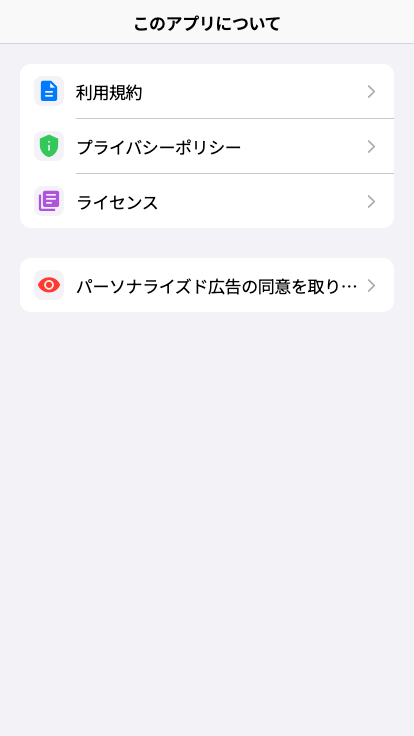 このアプリについて
利用規約
プライバシーポリシー
ライセンス
パーソナライズド広告の同意を取り…